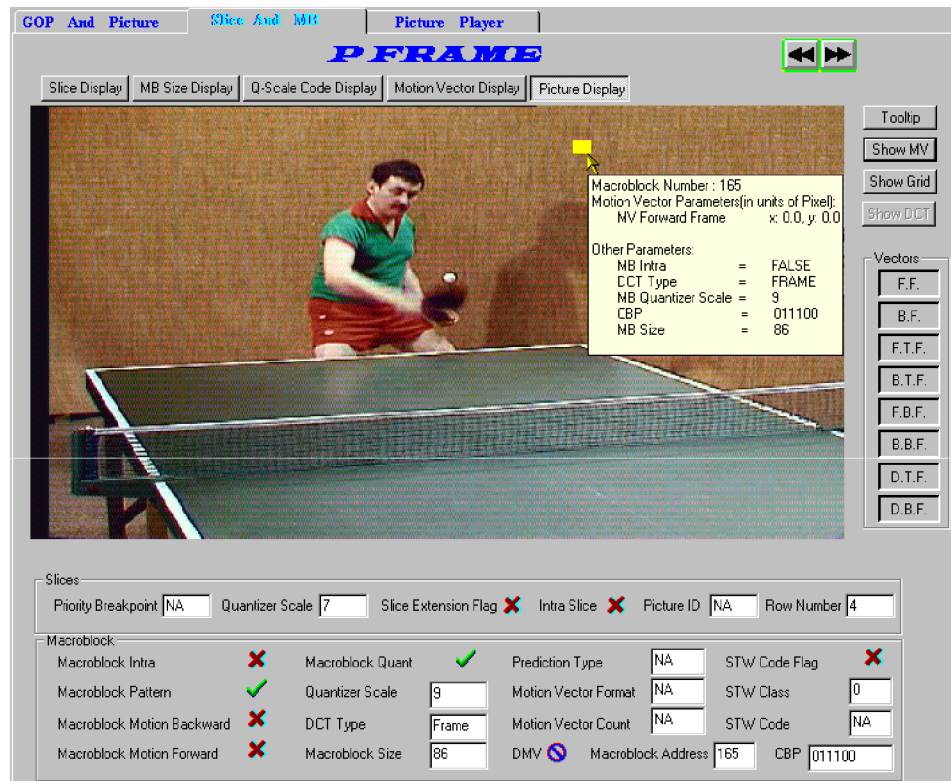 GOP And Picture Slice And MB Picture Player
P FRAME
Slice Display MB Size Display Q-Scale Code Display Motion Vector Display Picture Display
Tooltip
Show MV
Show Grid
Show DCT
Macroblock Number : 165
Motion Vector Parameters(in units of Pixel):
MV Forward Frame x: 0.0, y: 0.0
Other Parameters:
MB Intra = FALSE
DCT Type = FRAME
MB Quantizer Scale = 9
CBP = 011100
MB Size = 86
Vectors
F.F.
B.F.
F.T.F.
B.T.F.
F.B.F.
B.B.F.
D.T.F.
D.B.F.
Slices
Priority Breakpoint NA Quantizer Scale 7 Slice Extension Flag Intra Slice Picture ID NA Row Number 4
Macroblock
Macroblock Intra Macroblock Quant Prediction Type NA STW Code Flag
Macroblock Pattern Quantizer Scale 9 Motion Vector Format NA STW Class 0
Macroblock Motion Backward DCT Type Frame Motion Vector Count NA STW Code NA
Macroblock Motion Forward Macroblock Size 86 DMV Macroblock Address 165 CBP 011100